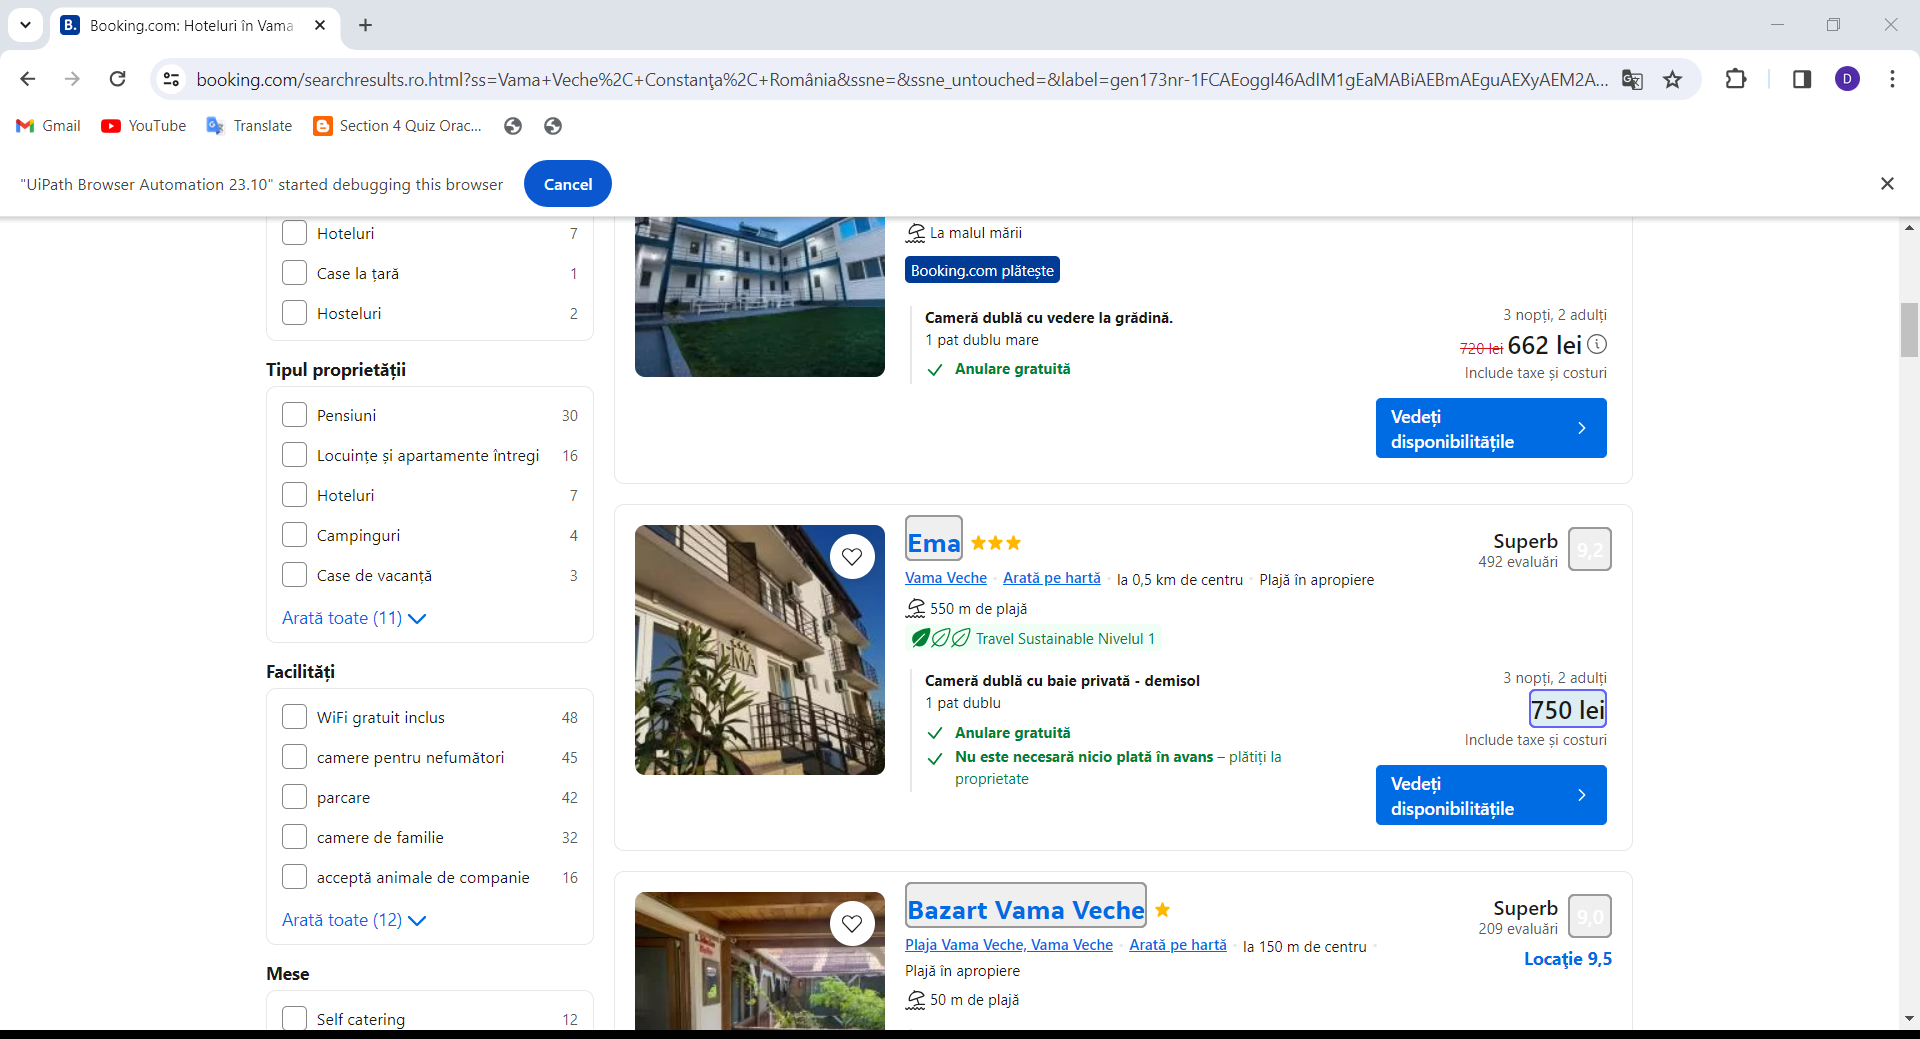 Booking.com: Hoteluri în Vama
booking.com/searchresults.ro.html?ss=Vama+Veche%2C+Constanţa%2C+România&ssne=&ssne_untouched=&label=gen173nr-1FCAEoggI46AdIM1gEaMABiAEBmAEguAEXyAEM2A...
D
Gmail
YouTube
Translate
Section 4 Quiz Orac...
"UiPath Browser Automation 23.10" started debugging this browser
Cancel
Hoteluri 7
Case la țară 1
Hosteluri 2
Tipul proprietății
Pensiuni 30
Locuințe și apartamente întregi 16
Hoteluri 7
Campinguri 4
Case de vacanță 3
Arată toate (11)
Facilități
WiFi gratuit inclus 48
camere pentru nefumători 45
parcare 42
camere de familie 32
acceptă animale de companie 16
Arată toate (12)
Mese
Self catering 12
La malul mării
Booking.com plătește
Cameră dublă cu vedere la grădină.
1 pat dublu mare
Anulare gratuită
3 nopți, 2 adulți
720 lei 662 lei
Include taxe și costuri
Vedeți
disponibilitățile
EMA
Ema
Superb
492 evaluări
9,2
Vama Veche Arată pe hartă la 0,5 km de centru Plajă în apropiere
550 m de plajă
Travel Sustainable Nivelul 1
Cameră dublă cu baie privată - demisol
1 pat dublu
Anulare gratuită
Nu este necesară nicio plată în avans – plătiți la
proprietate
3 nopți, 2 adulți
750 lei
Include taxe și costuri
Vedeți
disponibilitățile
Bazart Vama Veche
Superb
209 evaluări
9,0
Locaţie 9,5
Plaja Vama Veche, Vama Veche Arată pe hartă la 150 m de centru
Plajă în apropiere
50 m de plajă